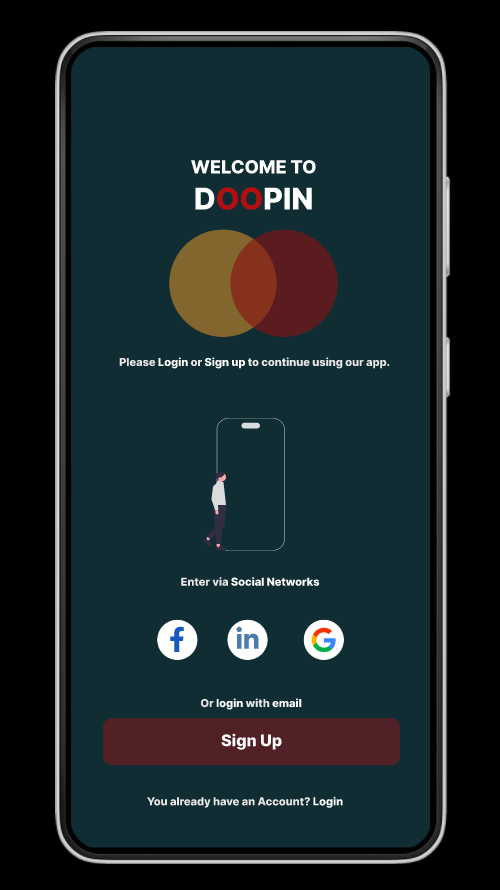 WELCOME TO
DOOPIN
Please Login or Sign up to continue using our app.
Enter via Social Networks
f
in
G
Or login with email
Sign Up
You already have an Account? Login